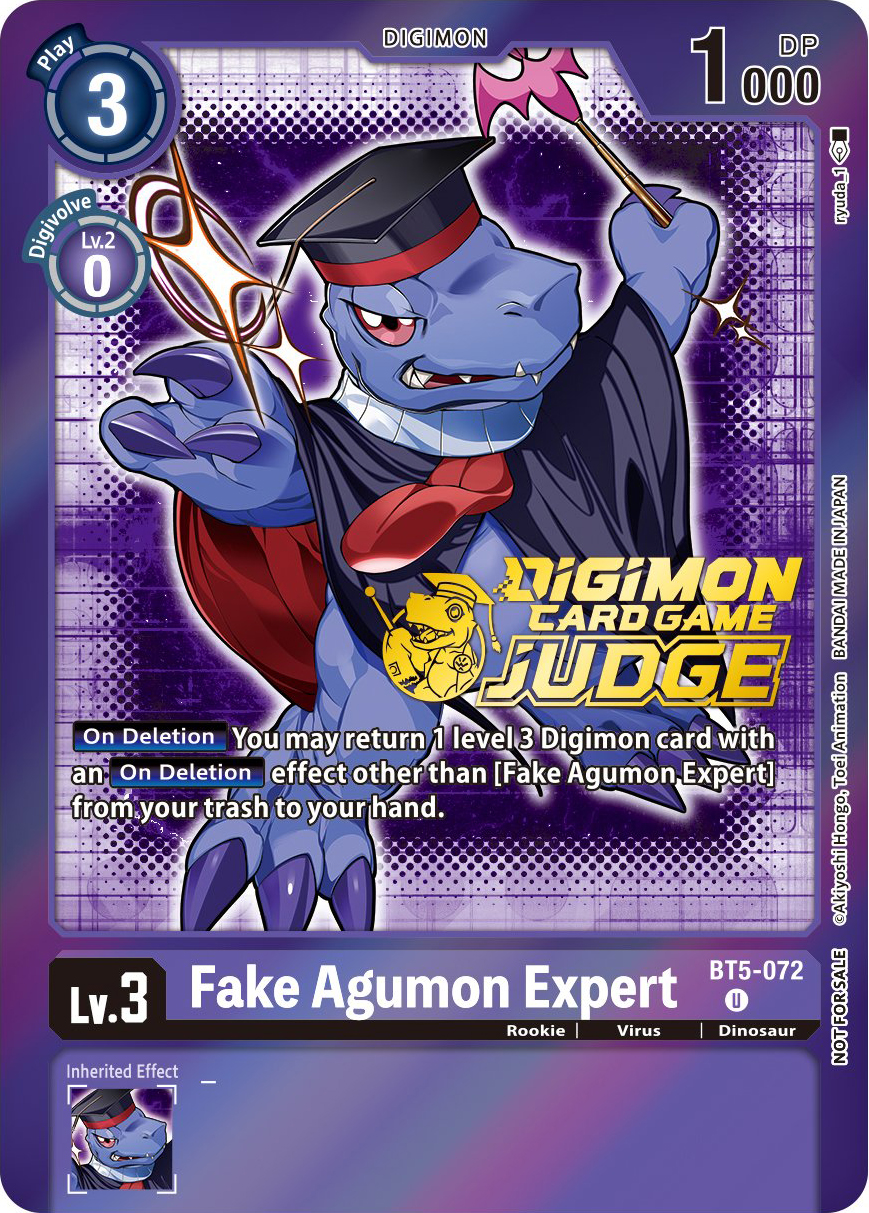 DIGIMON
Play
3
1000
DP
Digivolve
Lv.2
0
ryuda_1
DIGIMON
CARD GAME
JUDGE
On Deletion You may return 1 level 3 Digimon card with
an On Deletion effect other than [Fake Agumon Expert]
from your trash to your hand.
©Akiyoshi Hongo, Toei Animation BANDAI MADE IN JAPAN
NOT FOR SALE
Lv.3
Fake Agumon Expert
BT5-072
U
Rookie | Virus | Dinosaur
Inherited Effect
–